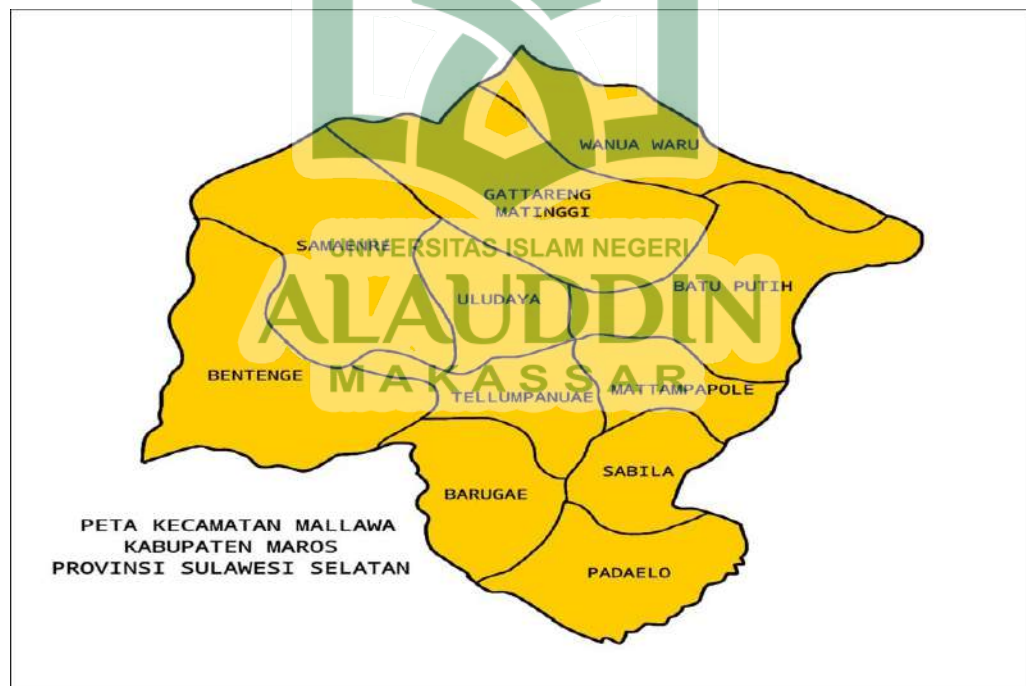 WANUA WARU
GATTARENG
MATINGGI
SAMAENRE
UNIVERSITAS ISLAM NEGERI
BATU PUTIH
ULUDAYA
ALAUDDIN
BENTENGE
MAKASSAR
MATTAMPAPOLE
TELLUMPANUAE
SABILA
BARUGAE
PADAELO
PETA KECAMATAN MALLAWA
KABUPATEN MAROS
PROVINSI SULAWESI SELATAN